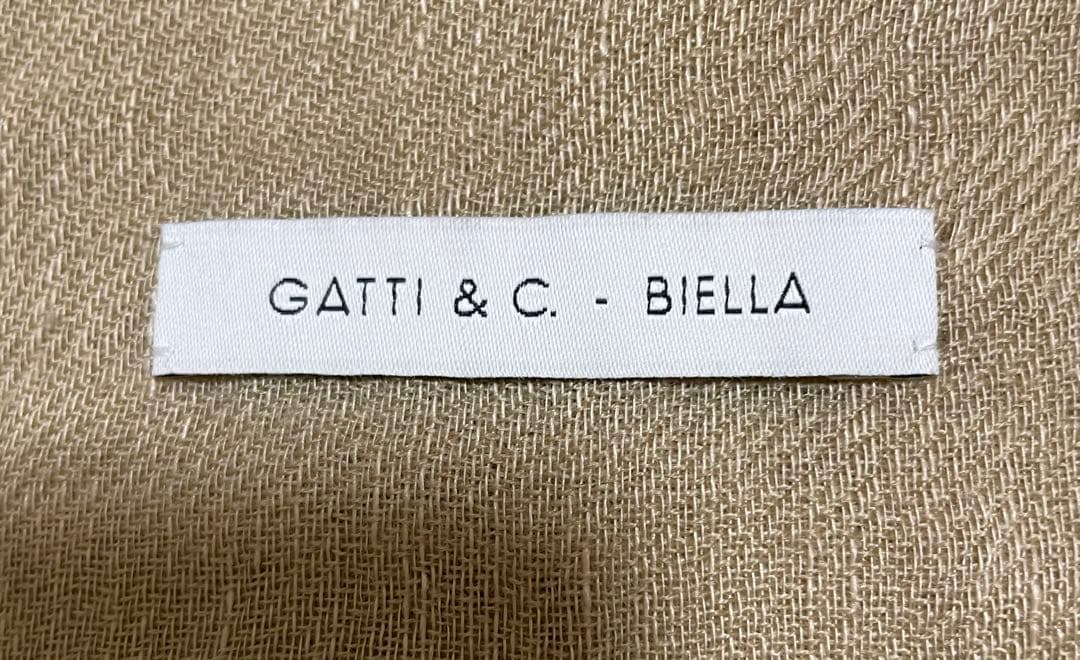 GATTI & C. - BIELLA